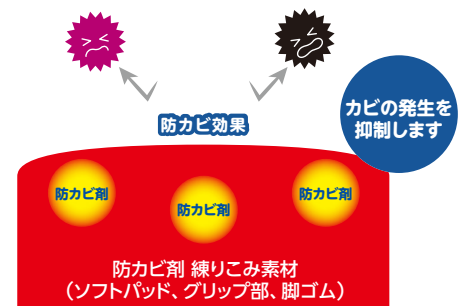 防カビ効果
カビの発生を
抑制します
防カビ剤
防カビ剤
防カビ剤
防カビ剤 練りこみ素材
（ソフトパッド、グリップ部、脚ゴム）